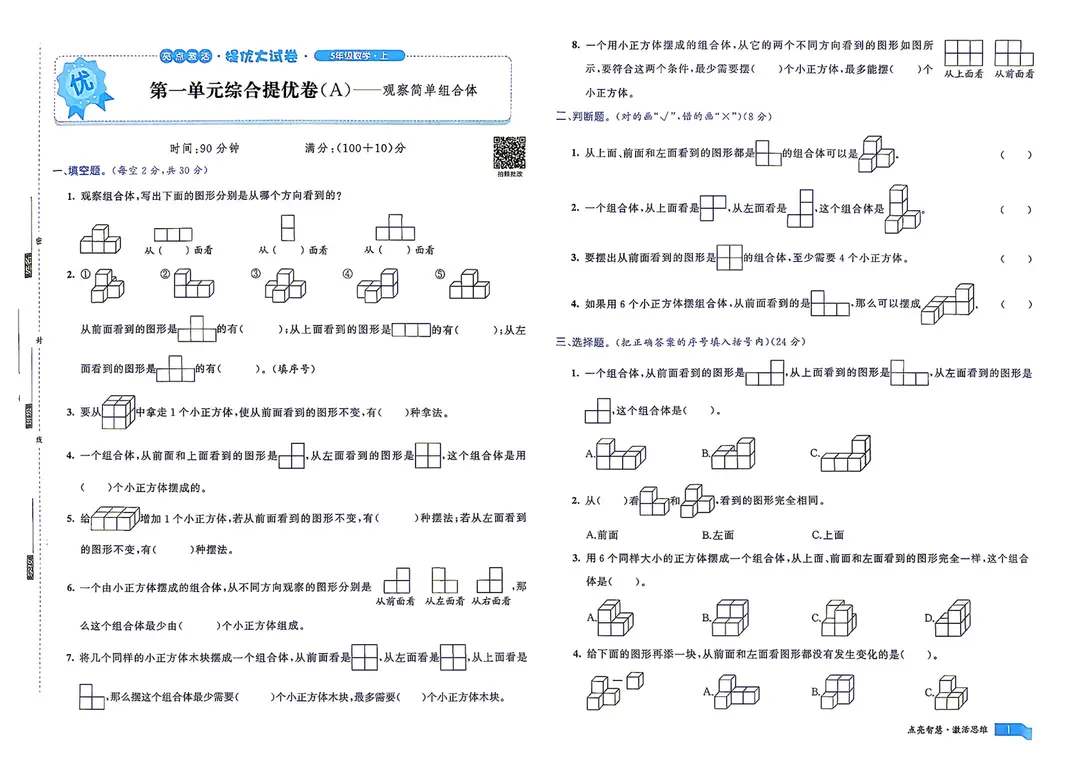 亮点激活·提优大试卷 5年级数学·上
优
第一单元综合提优卷(A)——观察简单组合体
时间:90分钟 满分:(100+10)分
拍照批改
一、填空题。(每空2分,共30分)
1. 观察组合体,写出下面的图形分别是从哪个方向看到的?
从( )面看 从( )面看 从( )面看
2. ① ② ③ ④ ⑤
从前面看到的图形是 的有( );从上面看到的图形是 的有( );从左
面看到的图形是 的有( )。(填序号)
3. 要从 中拿走1个小正方体,使从前面看到的图形不变,有( )种拿法。
4. 一个组合体,从前面和上面看到的图形是 ,从左面看到的图形是 ,这个组合体是用
( )个小正方体摆成的。
5. 给 增加1个小正方体,若从前面看到的图形不变,有( )种摆法;若从左面看到
的图形不变,有( )种摆法。
6. 一个由小正方体摆成的组合体,从不同方向观察的图形分别是 ,那
从前面看 从左面看 从右面看
么这个组合体最少由( )个小正方体组成。
7. 将几个同样的小正方体木块摆成一个组合体,从前面看是 ,从左面看是 ,从上面看是
,那么摆这个组合体最少需要( )个小正方体木块,最多需要( )个小正方体木块。
密
封
线
8. 一个用小正方体摆成的组合体,从它的两个不同方向看到的图形如图所
示,要符合这两个条件,最少需要摆( )个小正方体,最多能摆( )个
从上面看 从前面看
小正方体。
二、判断题。(对的画“√”,错的画“×”)(8分)
1. 从上面、前面和左面看到的图形都是 的组合体可以是 。 ( )
2. 一个组合体,从上面看是 ,从左面看是 ,这个组合体是 。 ( )
3. 要摆出从前面看到的图形是 的组合体,至少需要4个小正方体。 ( )
4. 如果用6个小正方体摆组合体,从前面看到的是 ,那么可以摆成 。 ( )
三、选择题。(把正确答案的序号填入括号内)(24分)
1. 一个组合体,从前面看到的图形是 ,从上面看到的图形是 ,从左面看到的图形是
,这个组合体是( )。
A. B. C.
2. 从( )看 和 ,看到的图形完全相同。
A.前面 B.左面 C.上面
3. 用6个同样大小的正方体摆成一个组合体,从上面、前面和左面看到的图形完全一样,这个组合
体是( )。
A. B. C. D.
4. 给下面的图形再添一块,从前面和左面看图形都没有发生变化的是( )。
A. B. C.
点亮智慧·激活思维 1